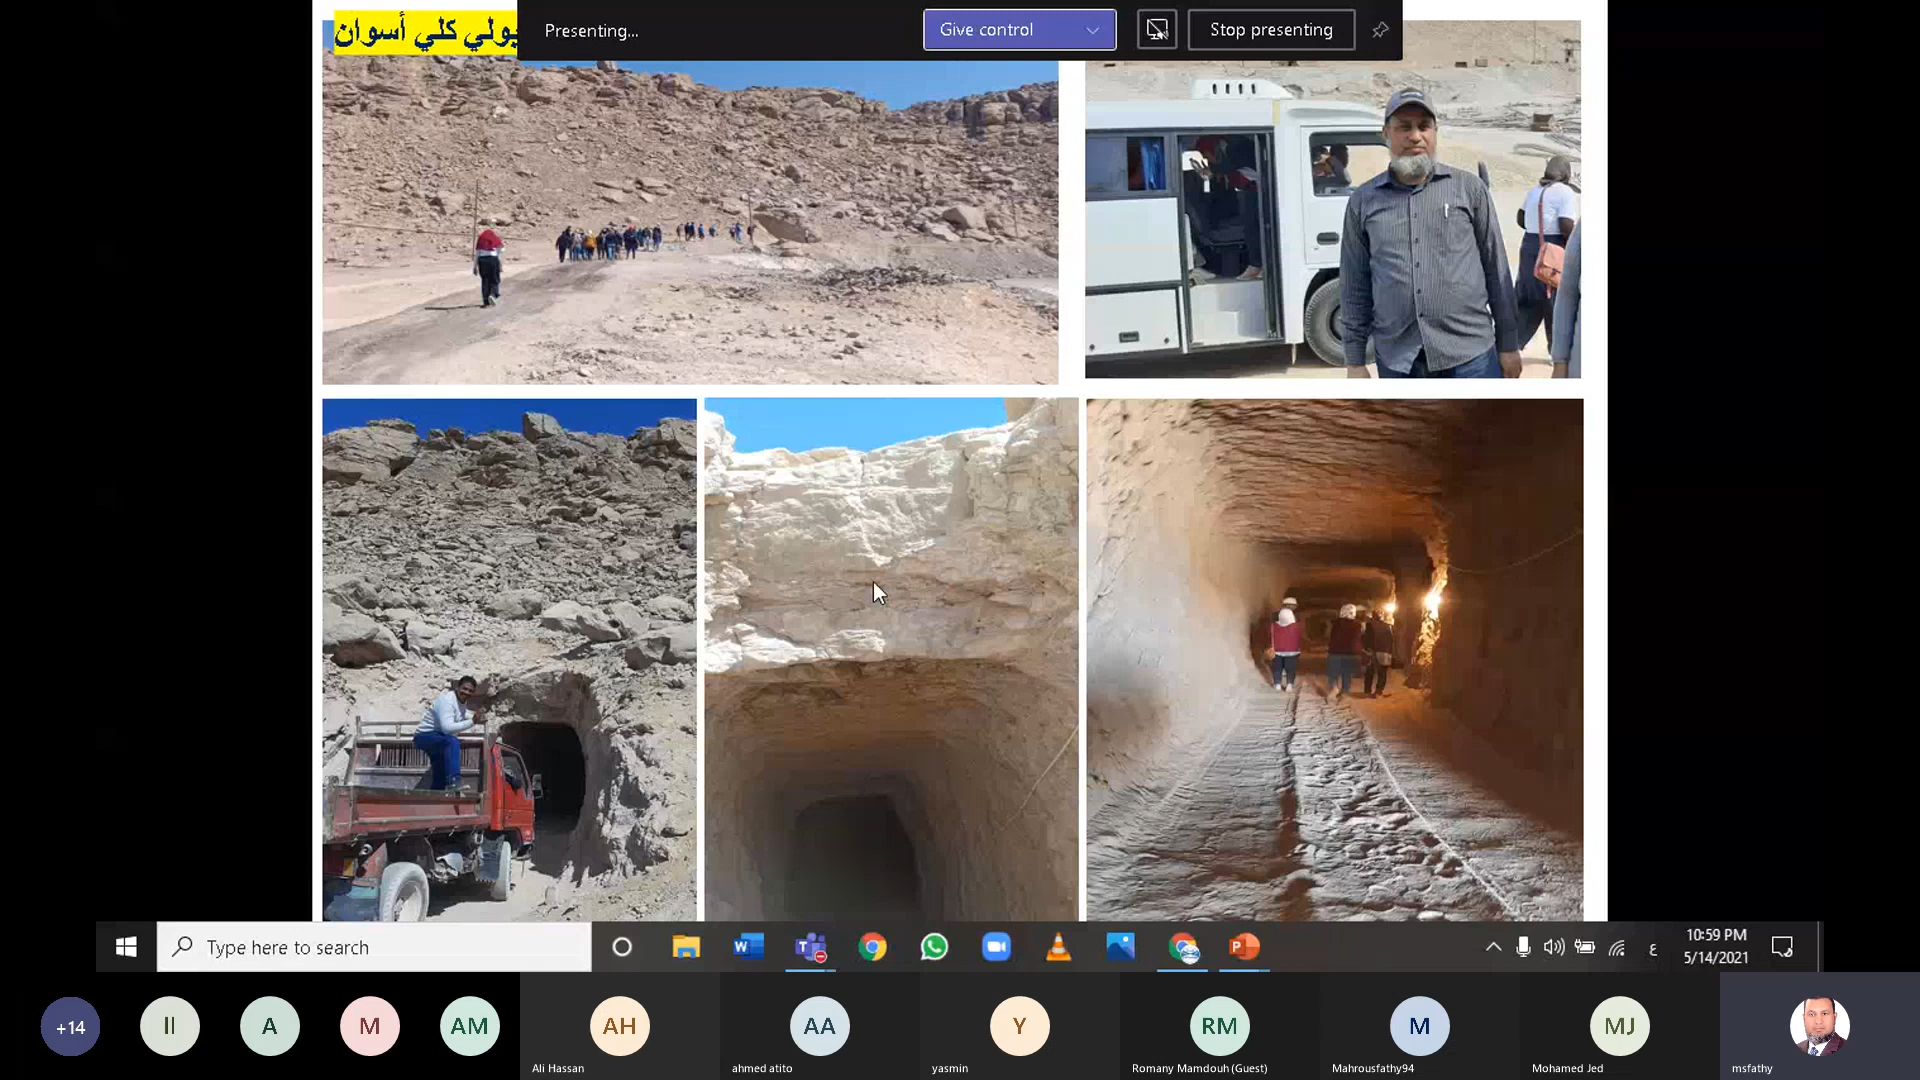 بولي كلي أسوان
Presenting...
Give control
Stop presenting
Type here to search
ع
10:59 PM
5/14/2021
+14
II
A
M
AM
AH
AA
Y
RM
M
MJ
Ali Hassan
ahmed atito
yasmin
Romany Mamdouh (Guest)
Mahrousfathy94
Mohamed Jed
msfathy